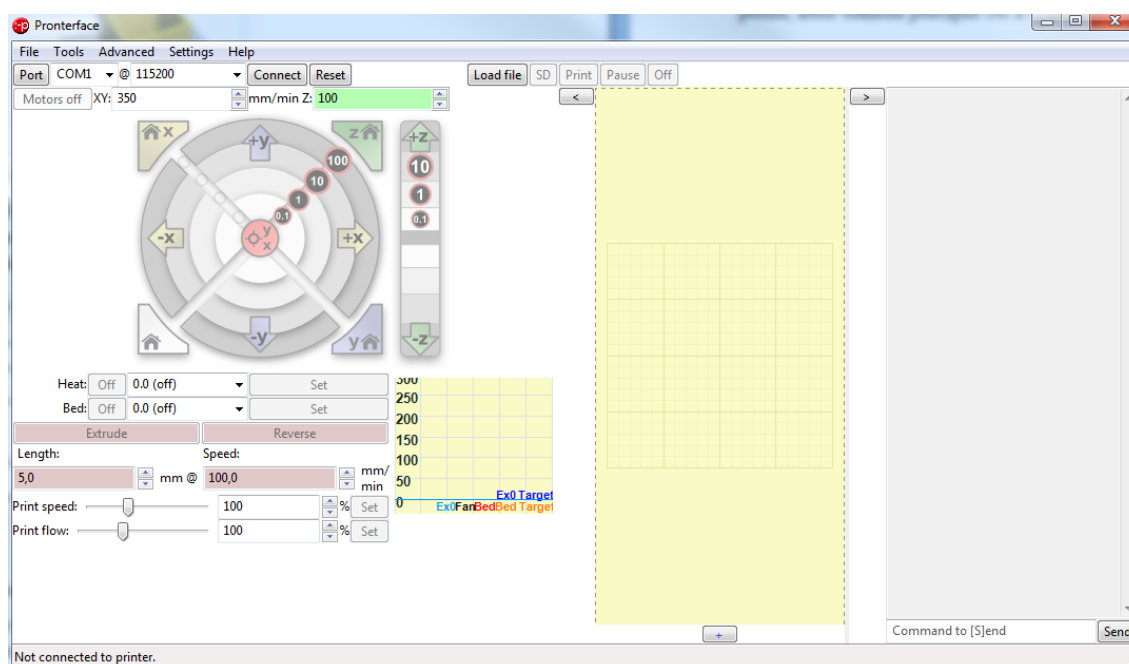 Pronterface
File Tools Advanced Settings Help
Port COM1 @ 115200 Connect Reset Load file SD Print Pause Off
Motors off XY: 350 mm/min Z: 100 < >
x +y z +z
100 10
10 1
1 0.1
0.1
-x y x +x
-y y -z
Heat: Off 0.0 (off) Set
Bed: Off 0.0 (off) Set
Extrude Reverse
Length: Speed:
5,0 mm @ 100,0 mm/min
Print speed: 100 % Set
Print flow: 100 % Set
300
250
200
150
100
50
0
Ex0 Target
Ex0 Fan Bed Bed Target
+
Command to [S]end Send
Not connected to printer.